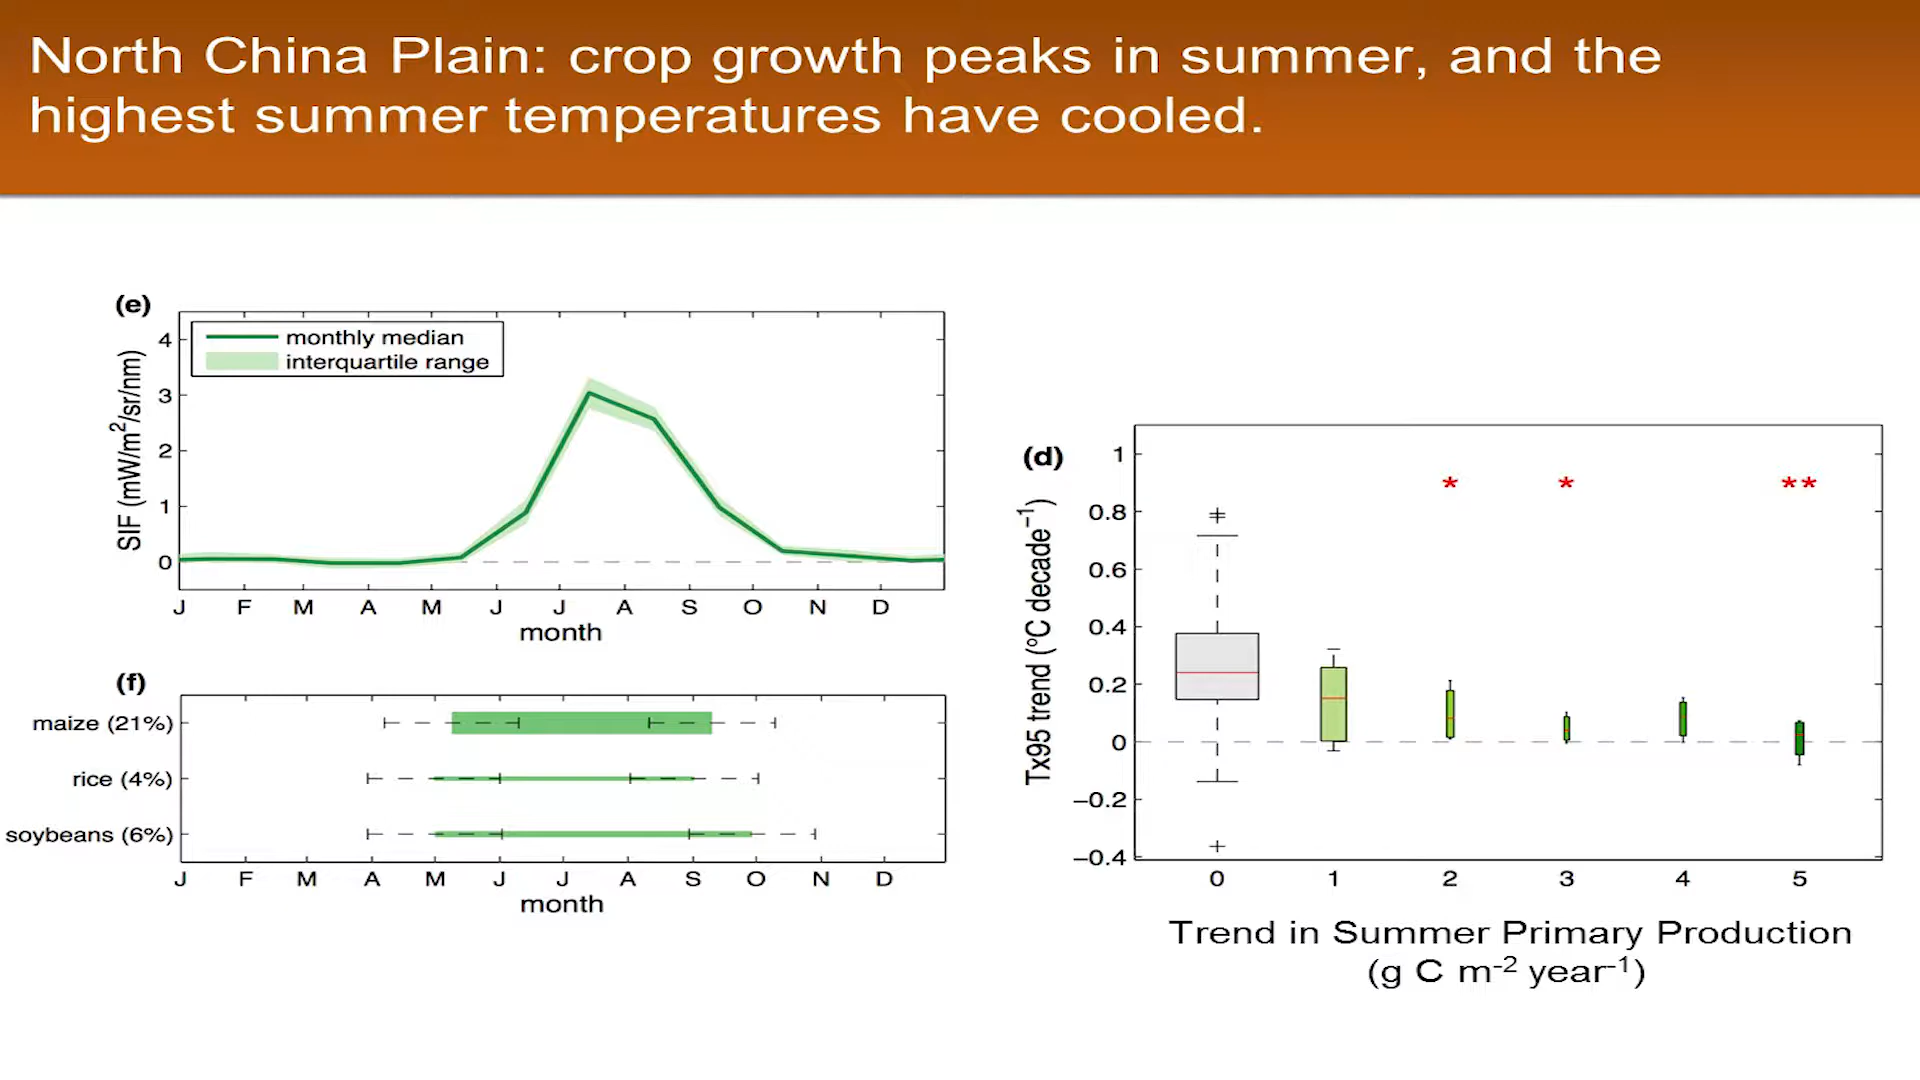 North China Plain: crop growth peaks in summer, and the
highest summer temperatures have cooled.
(e)
monthly median
interquartile range
SIF (mW/m²/sr/nm)
4
3
2
1
0
J F M A M J J A S O N D
month
(f)
maize (21%)
rice (4%)
soybeans (6%)
J F M A M J J A S O N D
month
(d)
Tx95 trend (°C decade⁻¹)
1
0.8
0.6
0.4
0.2
0
−0.2
−0.4
* * **
0 1 2 3 4 5
Trend in Summer Primary Production
(g C m⁻² year⁻¹)